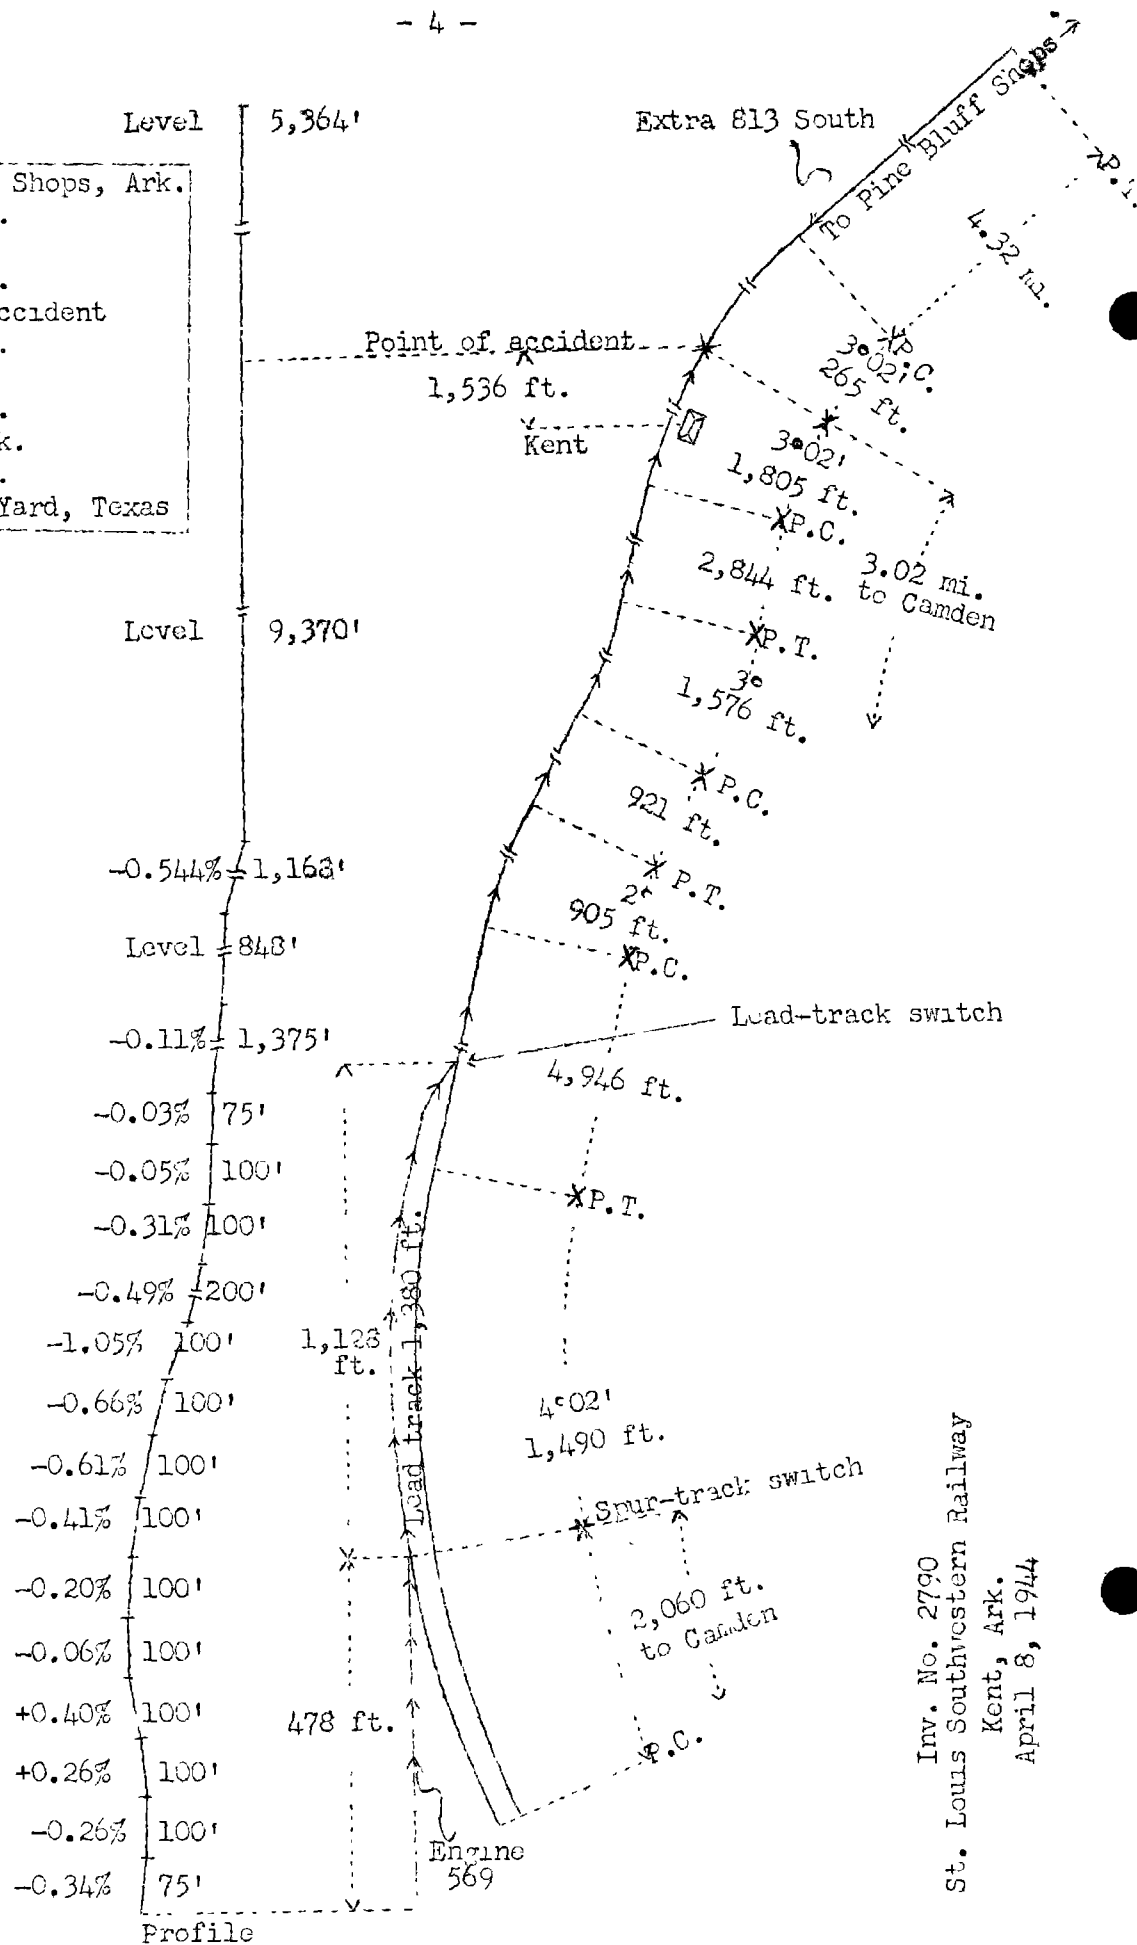 - 4 -
Level 5,364'
Extra 813 South
To Pine Bluff Shops
Shops, Ark.
.
.
ccident
.
.
k.
.
Yard, Texas
P.T.
4.32 mi.
Point of accident
1,536 ft.
Kent
P.C.
3°02'
265 ft.
3°02'
1,805 ft.
P.C.
2,844 ft.
3.02 mi.
to Camden
Level 9,370'
P.T.
3°
1,576 ft.
P.C.
921 ft.
-0.544% 1,168'
P.T.
2°
905 ft.
Level 848'
P.C.
Lead-track switch
-0.11% 1,375'
4,946 ft.
-0.03% 75'
-0.05% 100'
P.T.
-0.31% 100'
-0.49% 200'
-1.05% 100'
1,128
ft.
Lead track 1,380 ft.
-0.66% 100'
4°02'
1,490 ft.
-0.61% 100'
Spur-track switch
-0.41% 100'
-0.20% 100'
2,060 ft.
to Camden
-0.06% 100'
+0.40% 100'
478 ft.
P.C.
+0.26% 100'
-0.26% 100'
Engine
569
-0.34% 75'
Profile
Inv. No. 2790
St. Louis Southwestern Railway
Kent, Ark.
April 8, 1944